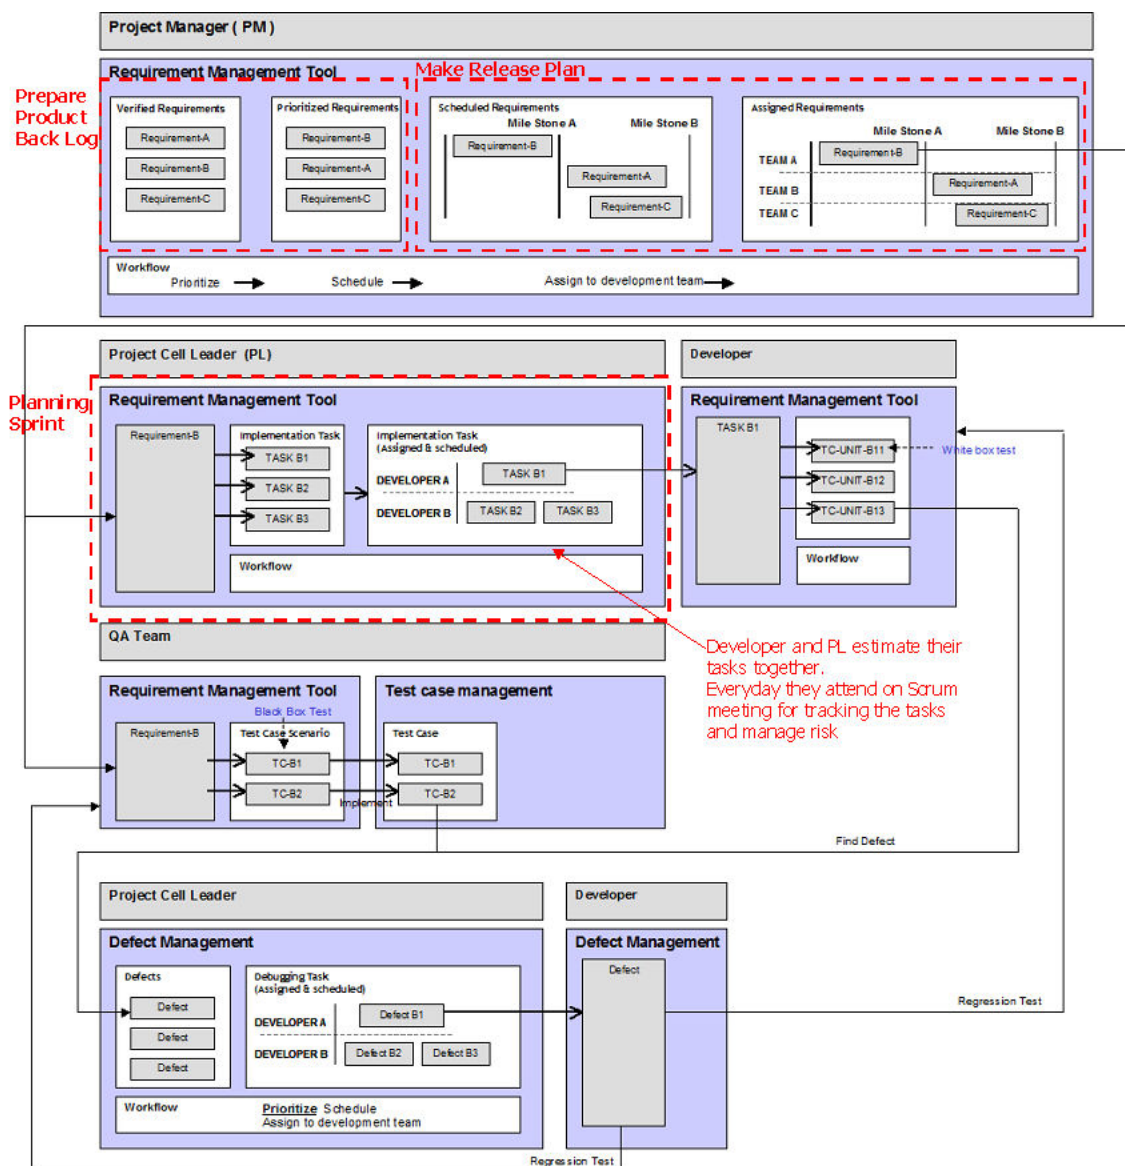 Project Manager ( PM )
Requirement Management Tool
Make Release Plan
Prepare
Product
Back Log
Verified Requirements
Requirement-A
Requirement-B
Requirement-C
Prioritized Requirements
Requirement-B
Requirement-A
Requirement-C
Scheduled Requirements
Mile Stone A
Mile Stone B
Requirement-B
Requirement-A
Requirement-C
Assigned Requirements
Mile Stone A
Mile Stone B
TEAM A
Requirement-B
TEAM B
Requirement-A
TEAM C
Requirement-C
Workflow
Prioritize
Schedule
Assign to development team
Project Cell Leader (PL)
Planning
Sprint
Requirement Management Tool
Requirement-B
Implementation Task
TASK B1
TASK B2
TASK B3
Implementation Task
(Assigned & scheduled)
DEVELOPER A
TASK B1
DEVELOPER B
TASK B2
TASK B3
Workflow
Developer
Requirement Management Tool
TASK B1
TC-UNIT-B11
TC-UNIT-B12
TC-UNIT-B13
White box test
Workflow
Developer and PL estimate their
tasks together.
Everyday they attend on Scrum
meeting for tracking the tasks
and manage risk
QA Team
Requirement Management Tool
Black Box Test
Requirement-B
Test Case Scenario
TC-B1
TC-B2
Implement
Test case management
Test Case
TC-B1
TC-B2
Find Defect
Project Cell Leader
Defect Management
Defects
Defect
Defect
Defect
Debugging Task
(Assigned & scheduled)
DEVELOPER A
Defect B1
DEVELOPER B
Defect B2
Defect B3
Workflow
Prioritize Schedule
Assign to development team
Developer
Defect Management
Defect
Regression Test
Regression Test